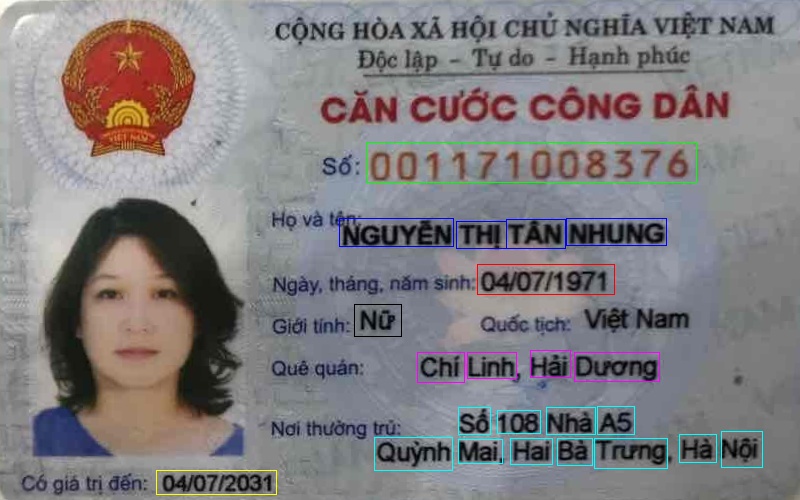 CỘNG HÒA XÃ HỘI CHỦ NGHĨA VIỆT NAM
Độc lập - Tự do - Hạnh phúc
CĂN CƯỚC CÔNG DÂN
Số: 001171008376
Họ và tên:
NGUYỄN THỊ TÂN NHUNG
Ngày, tháng, năm sinh: 04/07/1971
Giới tính: Nữ Quốc tịch: Việt Nam
Quê quán: Chí Linh, Hải Dương
Nơi thường trú: Số 108 Nhà A5
Quỳnh Mai, Hai Bà Trưng, Hà Nội
Có giá trị đến: 04/07/2031